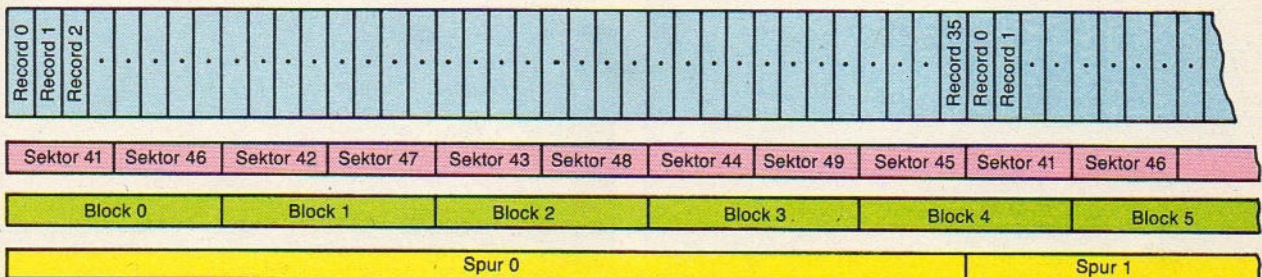 Record 0 Record 1 Record 2 Record 35 Record 0 Record 1
Sektor 41 Sektor 46 Sektor 42 Sektor 47 Sektor 43 Sektor 48 Sektor 44 Sektor 49 Sektor 45 Sektor 41 Sektor 46
Block 0 Block 1 Block 2 Block 3 Block 4 Block 5
Spur 0 Spur 1